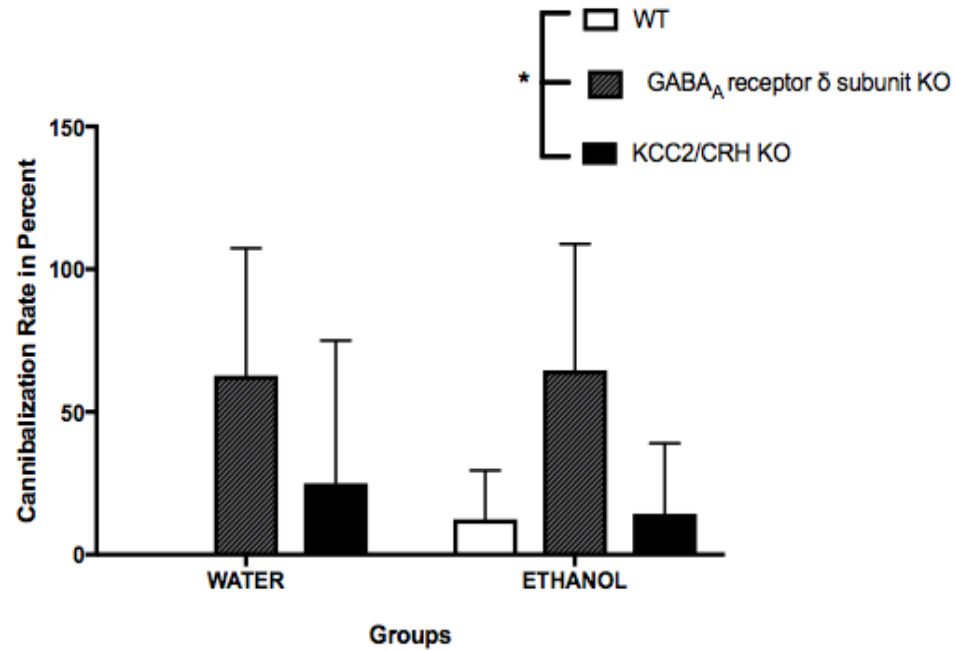 WT
*
GABAA receptor δ subunit KO
KCC2/CRH KO
150
100
50
0
Cannibalization Rate in Percent
WATER
ETHANOL
Groups